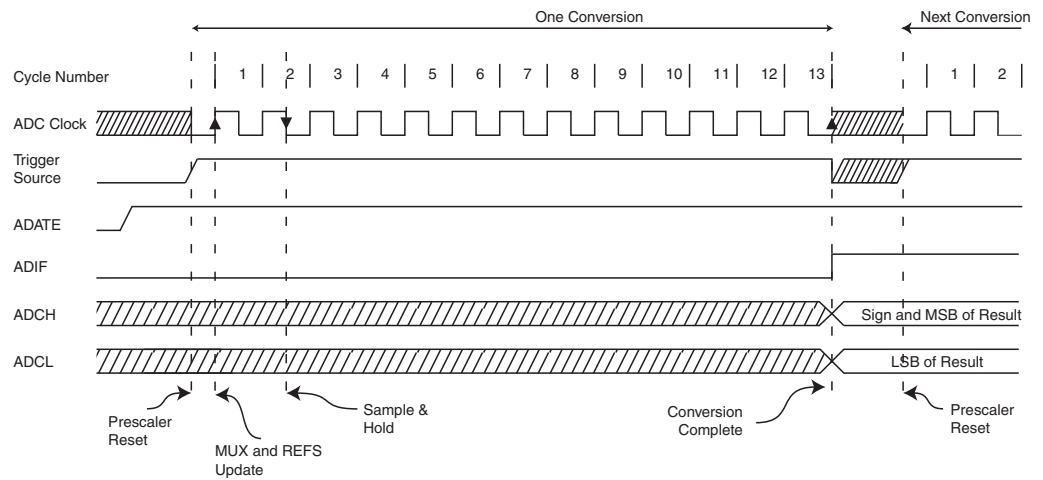 One Conversion
Next Conversion
Cycle Number
1 2 3 4 5 6 7 8 9 10 11 12 13 1 2
ADC Clock
Trigger
Source
ADATE
ADIF
ADCH
Sign and MSB of Result
ADCL
LSB of Result
Prescaler
Reset
MUX and REFS
Update
Sample &
Hold
Conversion
Complete
Prescaler
Reset